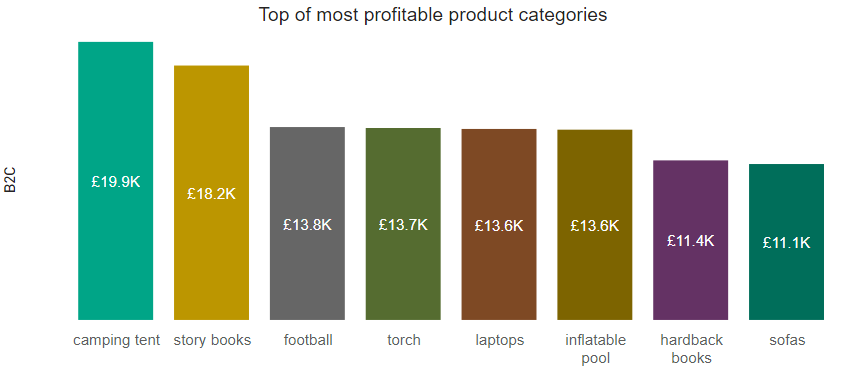 Top of most profitable product categories
B2C
£19.9K
£18.2K
£13.8K
£13.7K
£13.6K
£13.6K
£11.4K
£11.1K
camping tent
story books
football
torch
laptops
inflatable
pool
hardback
books
sofas